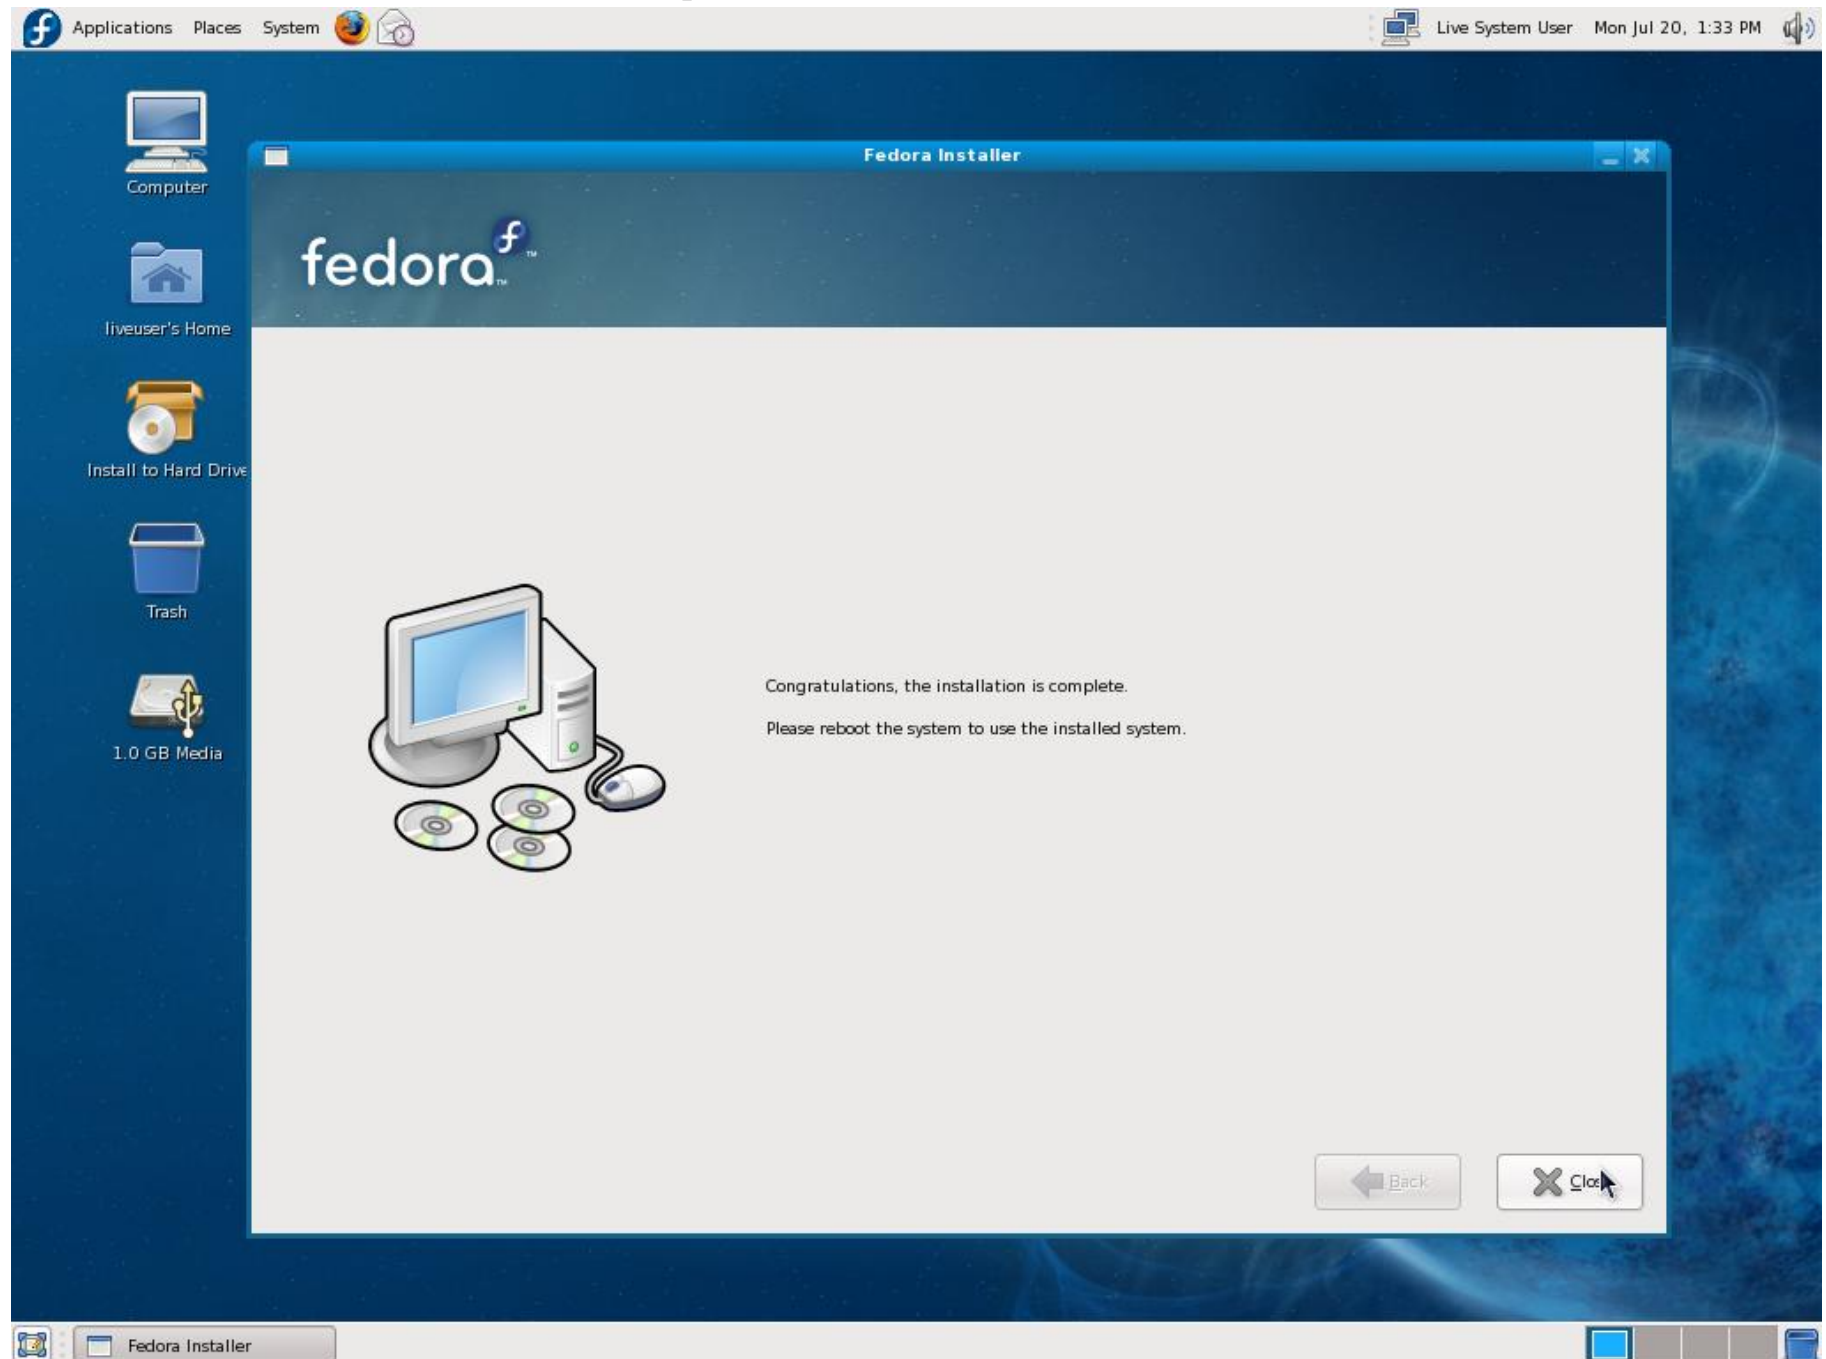 Applications Places System
Live System User Mon Jul 20, 1:33 PM
Computer
liveuser's Home
Install to Hard Drive
Trash
1.0 GB Media
Fedora Installer
fedora™
Congratulations, the installation is complete.
Please reboot the system to use the installed system.
Back
Fedora Installer